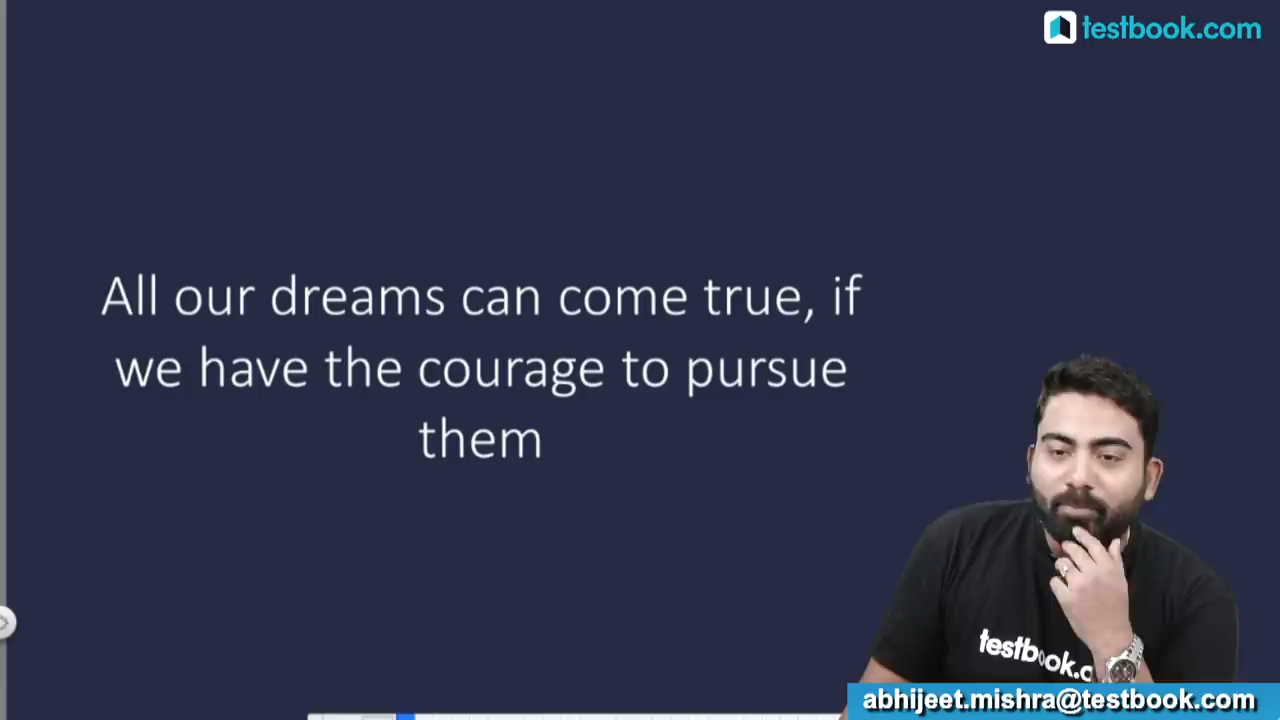 testbook.com
All our dreams can come true, if
we have the courage to pursue
them
testbook.c
abhijeet.mishra@testbook.com